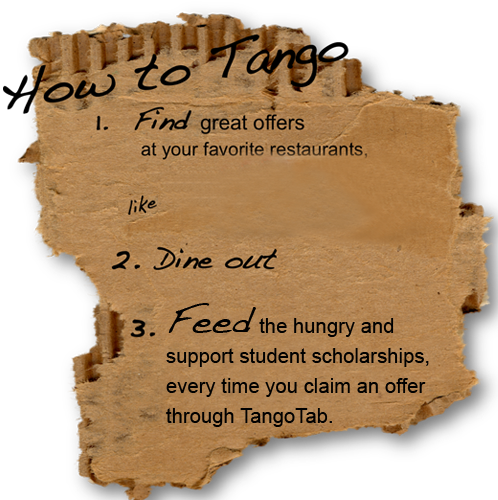 How to Tango
1. Find great offers
at your favorite restaurants,
like
2. Dine out
3. Feed the hungry and
support student scholarships,
every time you claim an offer
through TangoTab.